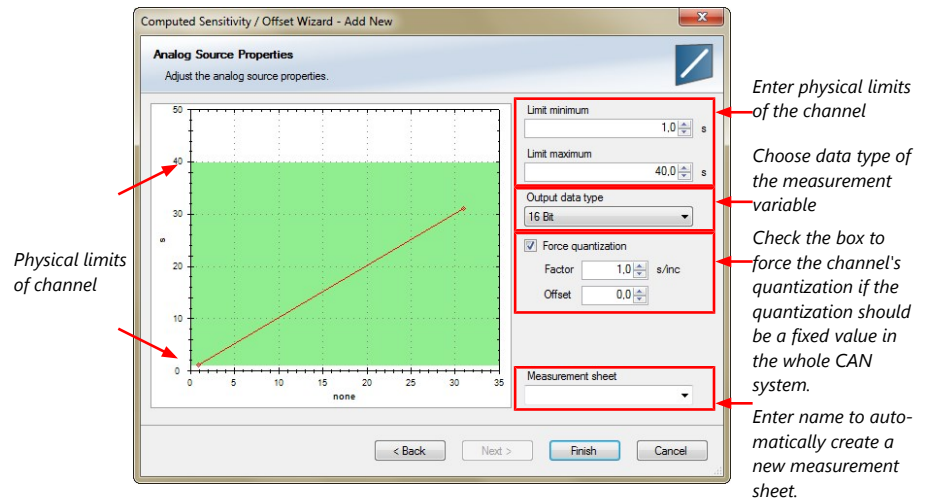 Computed Sensitivity / Offset Wizard - Add New
Analog Source Properties
Adjust the analog source properties.
Physical limits
of channel
50
40
30
20
10
0
s
0
5
10
15
20
25
30
35
none
Limit minimum
1,0
s
Limit maximum
40,0
s
Output data type
16 Bit
Force quantization
Factor
1,0
s/inc
Offset
0,0
Measurement sheet
< Back
Next >
Finish
Cancel
Enter physical limits
of the channel
Choose data type of
the measurement
variable
Check the box to
force the channel's
quantization if the
quantization should
be a fixed value in
the whole CAN
system.
Enter name to auto-
matically create a
new measurement
sheet.